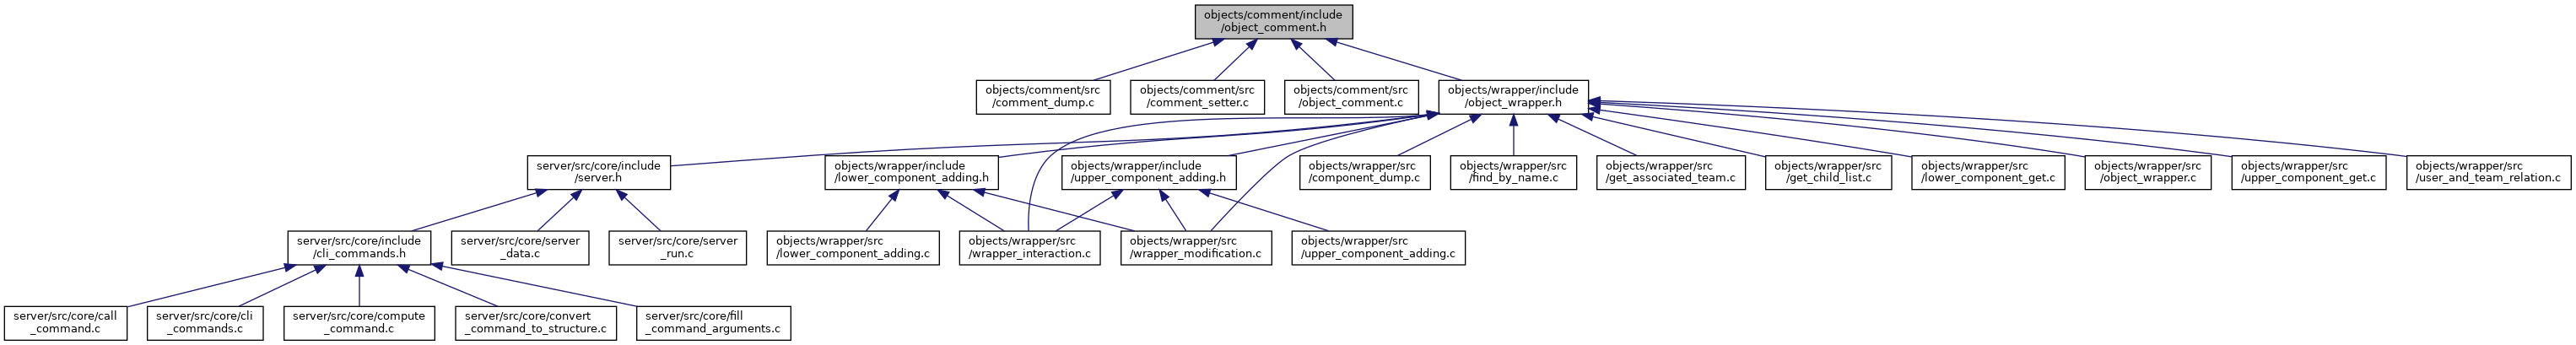 objects/comment/include
/object_comment.h
objects/comment/src
/comment_dump.c
objects/comment/src
/comment_setter.c
objects/comment/src
/object_comment.c
objects/wrapper/include
/object_wrapper.h
server/src/core/include
/server.h
objects/wrapper/include
/lower_component_adding.h
objects/wrapper/include
/upper_component_adding.h
objects/wrapper/src
/component_dump.c
objects/wrapper/src
/find_by_name.c
objects/wrapper/src
/get_associated_team.c
objects/wrapper/src
/get_child_list.c
objects/wrapper/src
/lower_component_get.c
objects/wrapper/src
/object_wrapper.c
objects/wrapper/src
/upper_component_get.c
objects/wrapper/src
/user_and_team_relation.c
server/src/core/include
/cli_commands.h
server/src/core/server
_data.c
server/src/core/server
_run.c
objects/wrapper/src
/lower_component_adding.c
objects/wrapper/src
/wrapper_interaction.c
objects/wrapper/src
/wrapper_modification.c
objects/wrapper/src
/upper_component_adding.c
server/src/core/call
_command.c
server/src/core/cli
_commands.c
server/src/core/compute
_command.c
server/src/core/convert
_command_to_structure.c
server/src/core/fill
_command_arguments.c